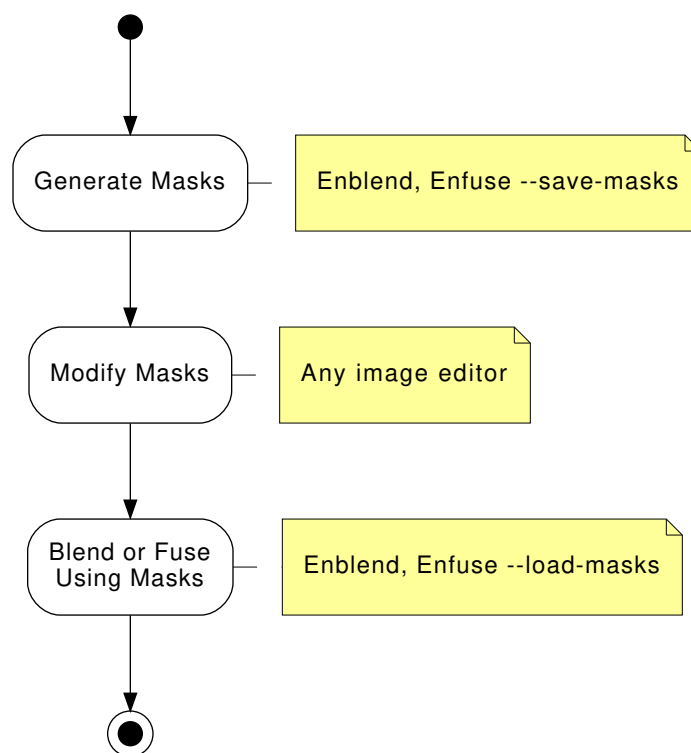 Generate Masks
Enblend, Enfuse --save-masks
Modify Masks
Any image editor
Blend or Fuse
Using Masks
Enblend, Enfuse --load-masks